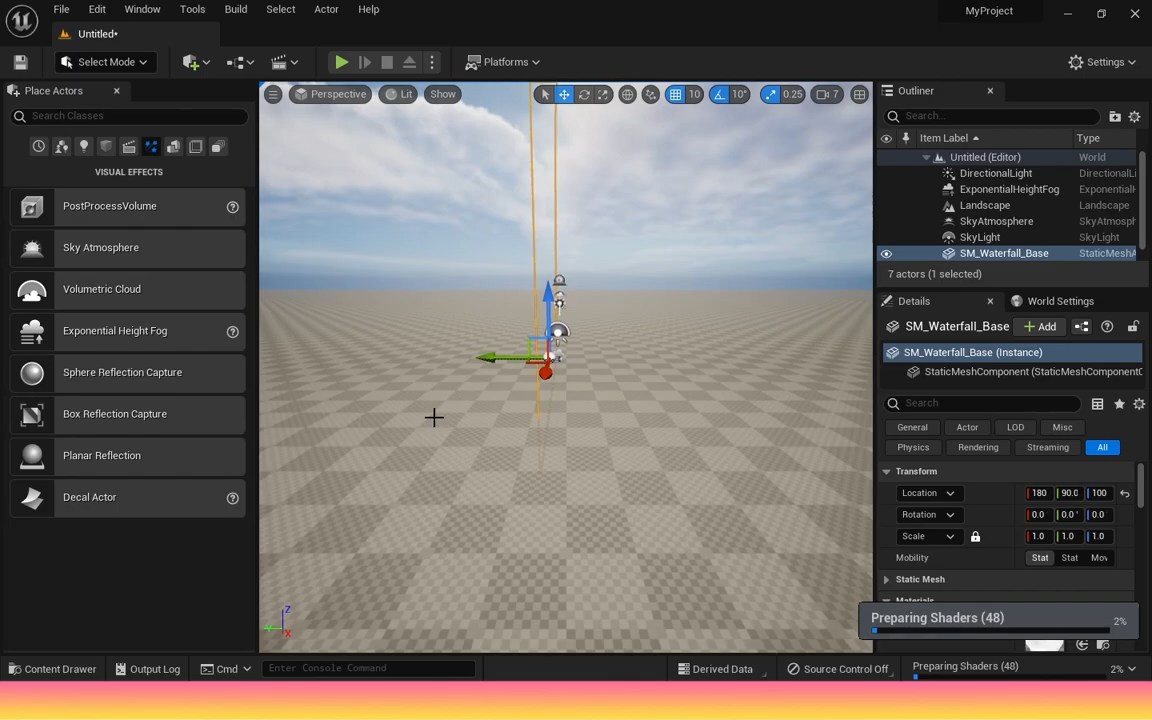 File Edit Window Tools Build Select Actor Help
MyProject
Untitled*
Select Mode
Platforms
Settings
Place Actors
Search Classes
VISUAL EFFECTS
PostProcessVolume
Sky Atmosphere
Volumetric Cloud
Exponential Height Fog
Sphere Reflection Capture
Box Reflection Capture
Planar Reflection
Decal Actor
Perspective Lit Show
10 10° 0.25 7
Z
Y
X
Outliner
Search...
Item Label Type
Untitled (Editor) World
DirectionalLight DirectionalLi
ExponentialHeightFog Exponential
Landscape Landscape
SkyAtmosphere SkyAtmosph
SkyLight SkyLight
SM_Waterfall_Base StaticMeshA
7 actors (1 selected)
Details World Settings
SM_Waterfall_Base Add
SM_Waterfall_Base (Instance)
StaticMeshComponent (StaticMeshComponent0
Search
General Actor LOD Misc
Physics Rendering Streaming All
Transform
Location 180 90.0 100
Rotation 0.0 0.0° 0.0
Scale 1.0 1.0 1.0
Mobility Stat Stat Mov
Static Mesh
Materials
Preparing Shaders (48) 2%
Content Drawer Output Log Cmd Enter Console Command Derived Data Source Control Off Preparing Shaders (48) 2%